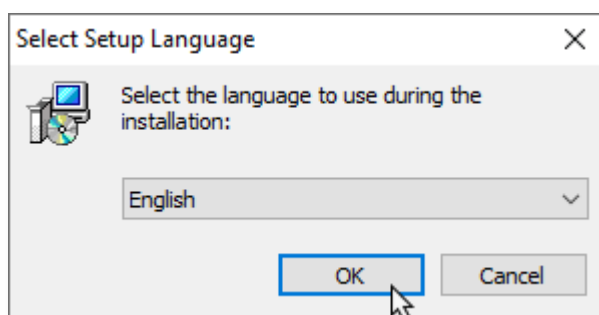 Select Setup Language
Select the language to use during the
installation:
English
OK
Cancel